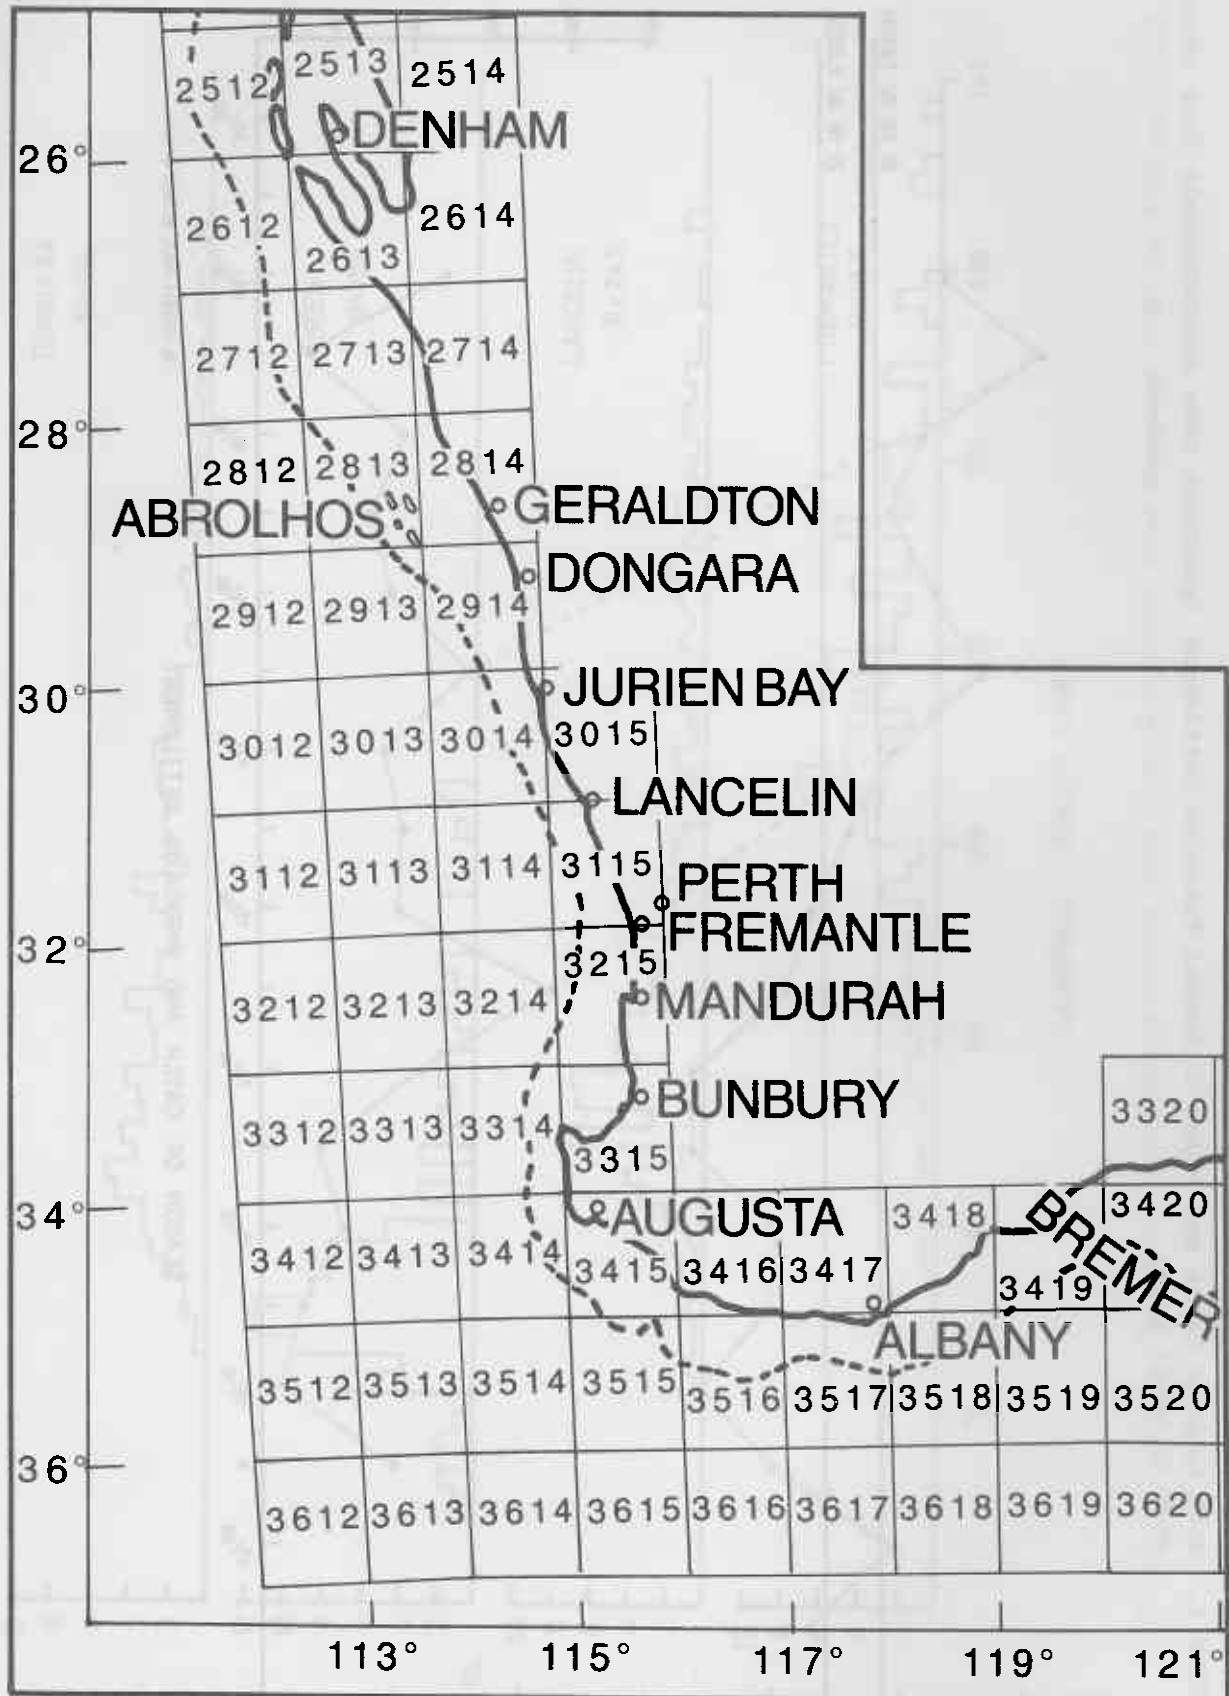 2512 2513 2514
DENHAM
26°
2612 2613 2614
2712 2713 2714
28°
2812 2813 2814
ABROLHOS GERALDTON
DONGARA
2912 2913 2914
30° JURIEN BAY
3012 3013 3014 3015
LANCELIN
3112 3113 3114 3115
PERTH
FREMANTLE
32°
3212 3213 3214 3215
MANDURAH
BUNBURY
3312 3313 3314 3315 3320
34° AUGUSTA
BREMER
3412 3413 3414 3415 3416 3417 3418 3419 3420
ALBANY
3512 3513 3514 3515 3516 3517 3518 3519 3520
36°
3612 3613 3614 3615 3616 3617 3618 3619 3620
113° 115° 117° 119° 121°